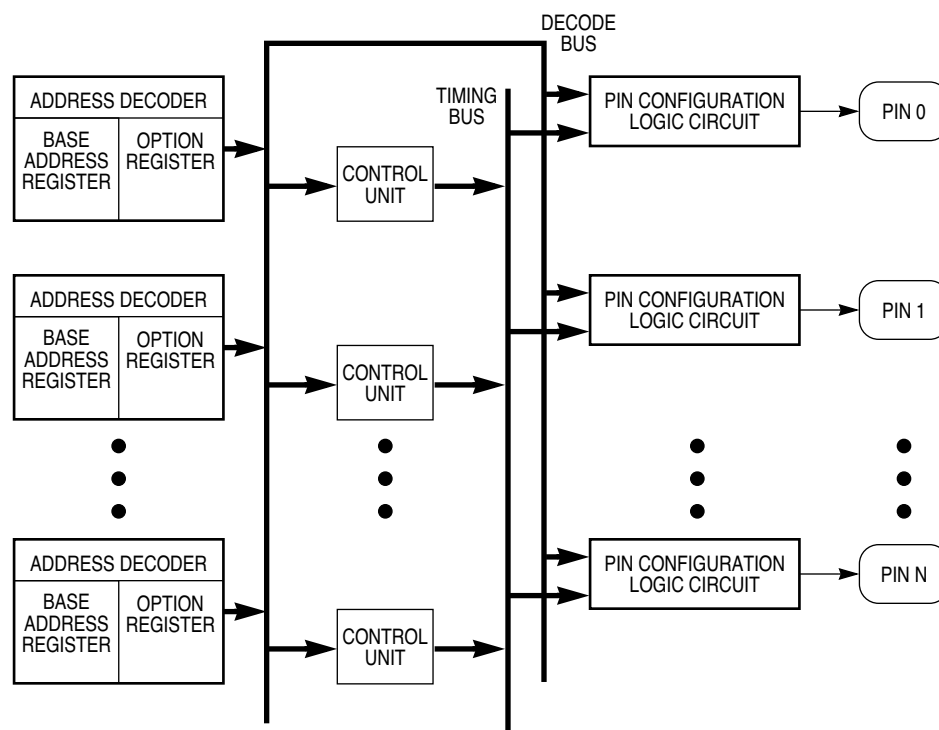 DECODE
BUS
TIMING
BUS
ADDRESS DECODER
BASE
ADDRESS
REGISTER
OPTION
REGISTER
CONTROL
UNIT
PIN CONFIGURATION
LOGIC CIRCUIT
PIN 0
ADDRESS DECODER
BASE
ADDRESS
REGISTER
OPTION
REGISTER
CONTROL
UNIT
PIN CONFIGURATION
LOGIC CIRCUIT
PIN 1
ADDRESS DECODER
BASE
ADDRESS
REGISTER
OPTION
REGISTER
CONTROL
UNIT
PIN CONFIGURATION
LOGIC CIRCUIT
PIN N